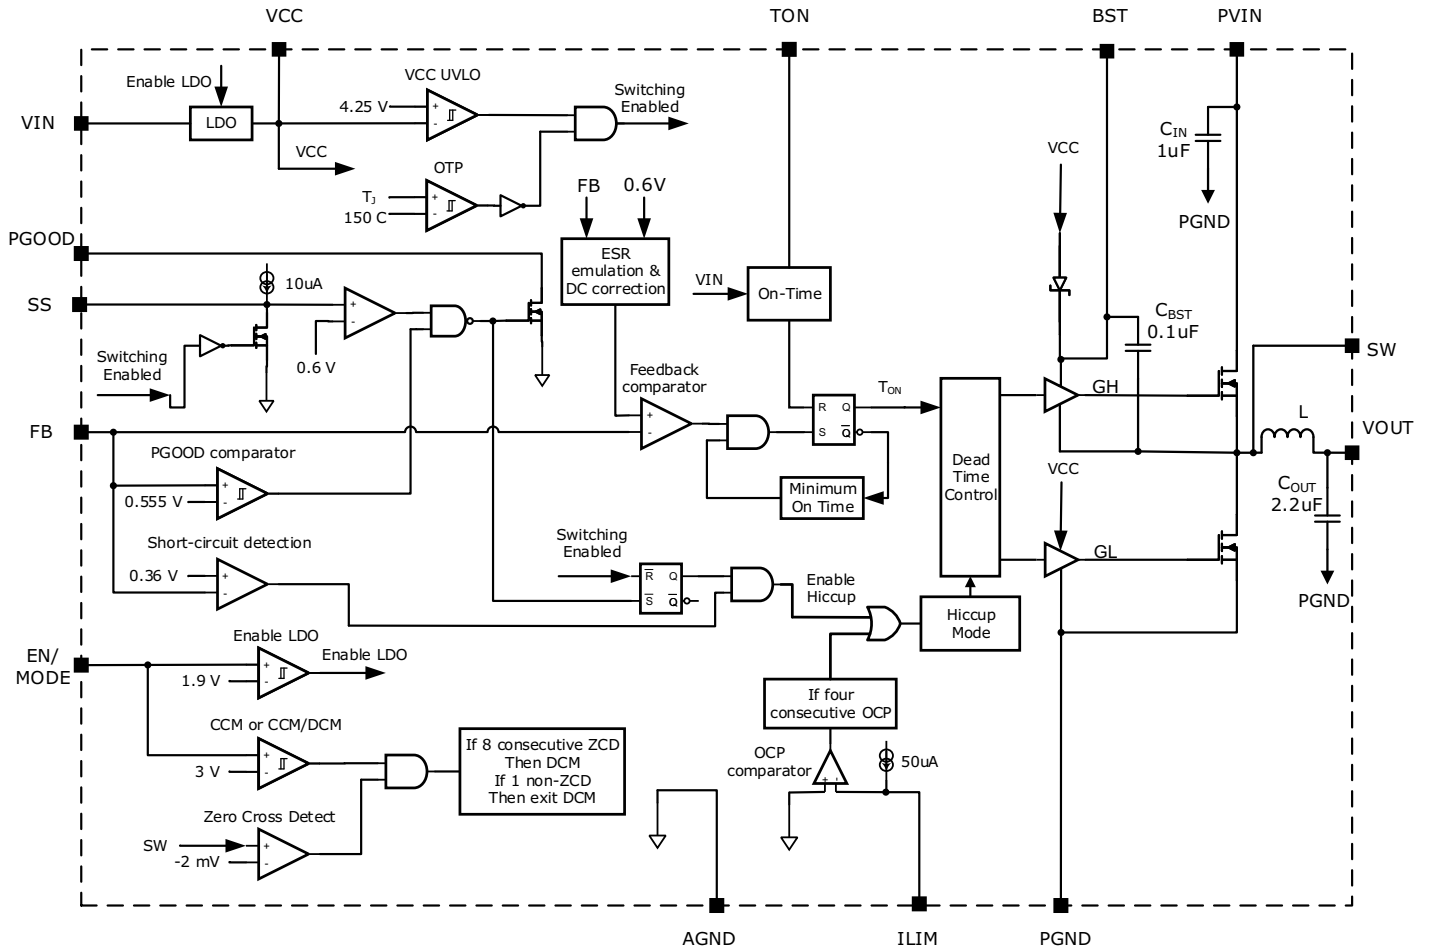 VCC
TON
BST
PVIN
Enable LDO
VCC UVLO
Switching
Enabled
4.25 V
+
-
VIN
LDO
VCC
OTP
TJ
150 C
+
-
FB
0.6V
CIN
1uF
VCC
PGND
PGOOD
ESR
emulation &
DC correction
VIN
On-Time
SS
10uA
+
-
0.6 V
Switching
Enabled
CBST
0.1uF
SW
Feedback
comparator
TON
GH
+
-
R
Q
S
Q
L
VOUT
FB
PGOOD comparator
0.555 V
+
-
Minimum
On Time
Dead
Time
Control
VCC
COUT
2.2uF
Short-circuit detection
0.36 V
+
-
Switching
Enabled
R
Q
S
Q
Enable
Hiccup
GL
PGND
Hiccup
Mode
EN/
MODE
Enable LDO
Enable LDO
1.9 V
+
-
If four
consecutive OCP
CCM or CCM/DCM
3 V
+
-
If 8 consecutive ZCD
Then DCM
If 1 non-ZCD
Then exit DCM
OCP
comparator
+
-
50uA
Zero Cross Detect
SW
-2 mV
+
-
AGND
ILIM
PGND